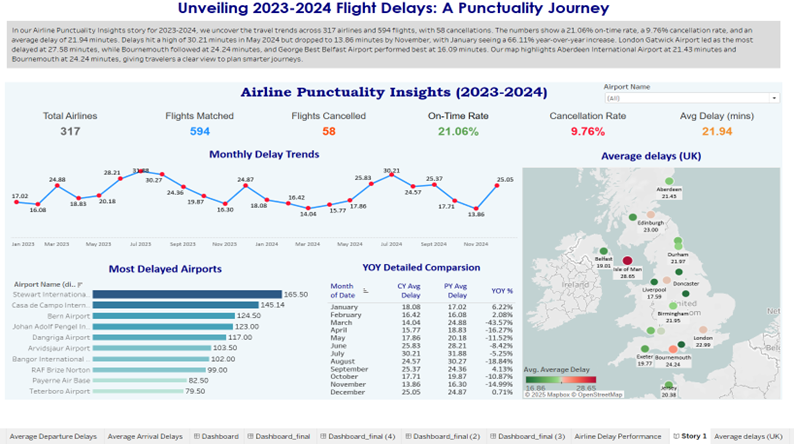 Unveiling 2023-2024 Flight Delays: A Punctuality Journey
In our Airline Punctuality Insights story for 2023-2024, we uncover the travel trends across 317 airlines and 594 flights, with 58 cancellations. The numbers show a 21.06% on-time rate, a 9.76% cancellation rate, and an
average delay of 21.94 minutes. Delays hit a high of 30.21 minutes in May 2024 but dropped to 13.86 minutes by November, with January seeing a 66.11% year-over-year increase. London Gatwick Airport led as the most
delayed at 27.58 minutes, while Bournemouth followed at 24.24 minutes, and George Best Belfast Airport performed best at 16.09 minutes. Our map highlights Aberdeen International Airport at 21.43 minutes and
Bournemouth at 24.24 minutes, giving travelers a clear view to plan smarter journeys.
Airline Punctuality Insights (2023-2024)
Airport Name
(All)
Total Airlines
Flights Matched
Flights Cancelled
On-Time Rate
Cancellation Rate
Avg Delay (mins)
317
594
58
21.06%
9.76%
21.94
Monthly Delay Trends
17.02
16.08
24.88
18.83
20.18
28.21
31.88
30.27
24.36
19.87
16.30
24.87
18.08
16.42
14.04
15.77
17.86
25.83
30.21
24.57
25.37
17.71
13.86
25.05
Jan 2023
Mar 2023
May 2023
Jul 2023
Sept 2023
Nov 2023
Jan 2024
Mar 2024
May 2024
Jul 2024
Sept 2024
Nov 2024
Average delays (UK)
Aberdeen
21.43
Edinburgh
23.00
Belfast
19.01
Isle of Man
28.65
Durham
21.97
Liverpool
17.59
Doncaster
Birmingham
21.95
London
22.99
Exeter
19.77
Bournemouth
24.24
Jersey
20.38
Ireland
United
Avg. Average Delay
16.86
28.65
© 2025 Mapbox © OpenStreetMap
Most Delayed Airports
Airport Name (di..
Stewart Internationa..
165.50
Casa de Campo Intern..
145.14
Bern Airport
124.50
Johan Adolf Pengel In..
123.00
Dangriga Airport
117.00
Arvidsjaur Airport
103.50
Bangor International ..
102.00
RAF Brize Norton
99.00
Payerne Air Base
82.50
Teterboro Airport
79.50
YOY Detailed Comparsion
Month
of Date
CY Avg
Delay
PY Avg
Delay
YOY %
January 18.08 17.02 6.22%
February 16.42 16.08 2.08%
March 14.04 24.88 -43.57%
April 15.77 18.83 -16.27%
May 17.86 20.18 -11.52%
June 25.83 28.21 -8.42%
July 30.21 31.88 -5.25%
August 24.57 30.27 -18.84%
September 25.37 24.36 4.13%
October 17.71 19.87 -10.87%
November 13.86 16.30 -14.99%
December 25.05 24.87 0.71%
Average Departure Delays
Average Arrival Delays
Dashboard
Dashboard_final
Dashboard_final (4)
Dashboard_final (2)
Dashboard_final (3)
Airline Delay Performance
Story 1
Average delays (UK)